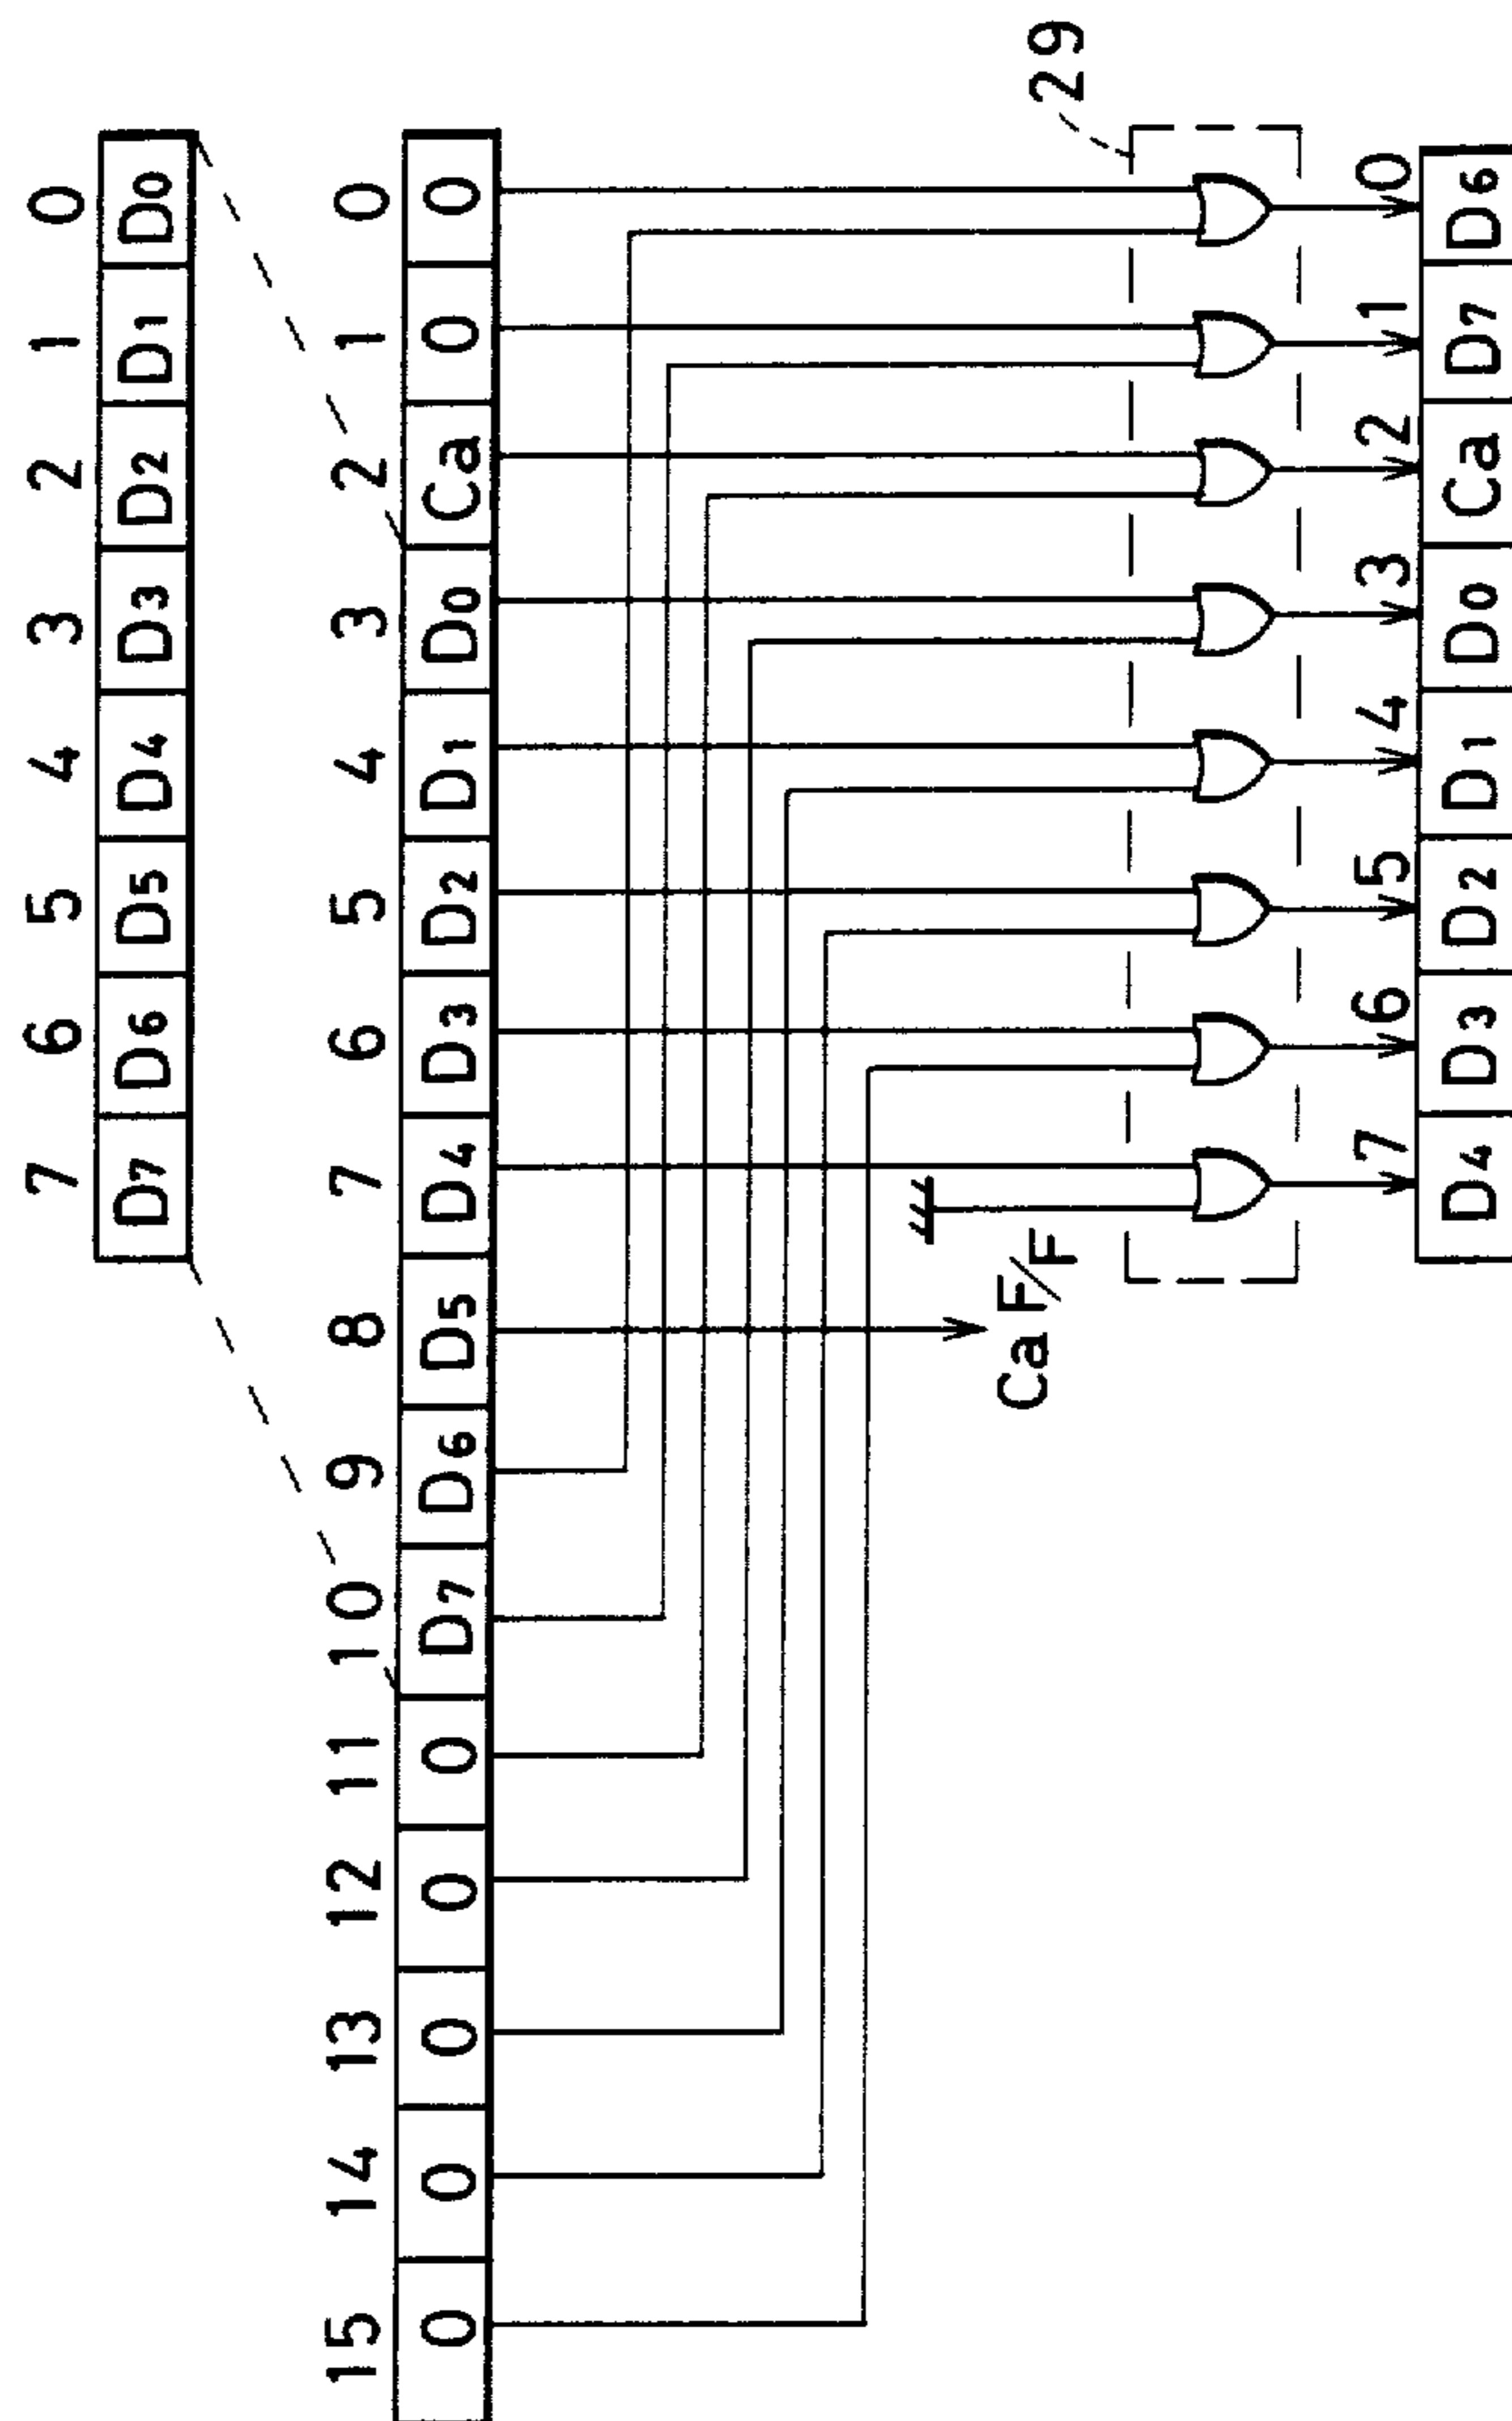 7 6 5 4 3 2 1 0
D7 D6 D5 D4 D3 D2 D1 D0
15 14 13 12 11 10 9 8 7 6 5 4 3 2 1 0
0 0 0 0 0 D7 D6 D5 D4 D3 D2 D1 D0 Ca 0 0
Ca F/F
29
7 6 5 4 3 2 1 0
D4 D3 D2 D1 D0 Ca D7 D6